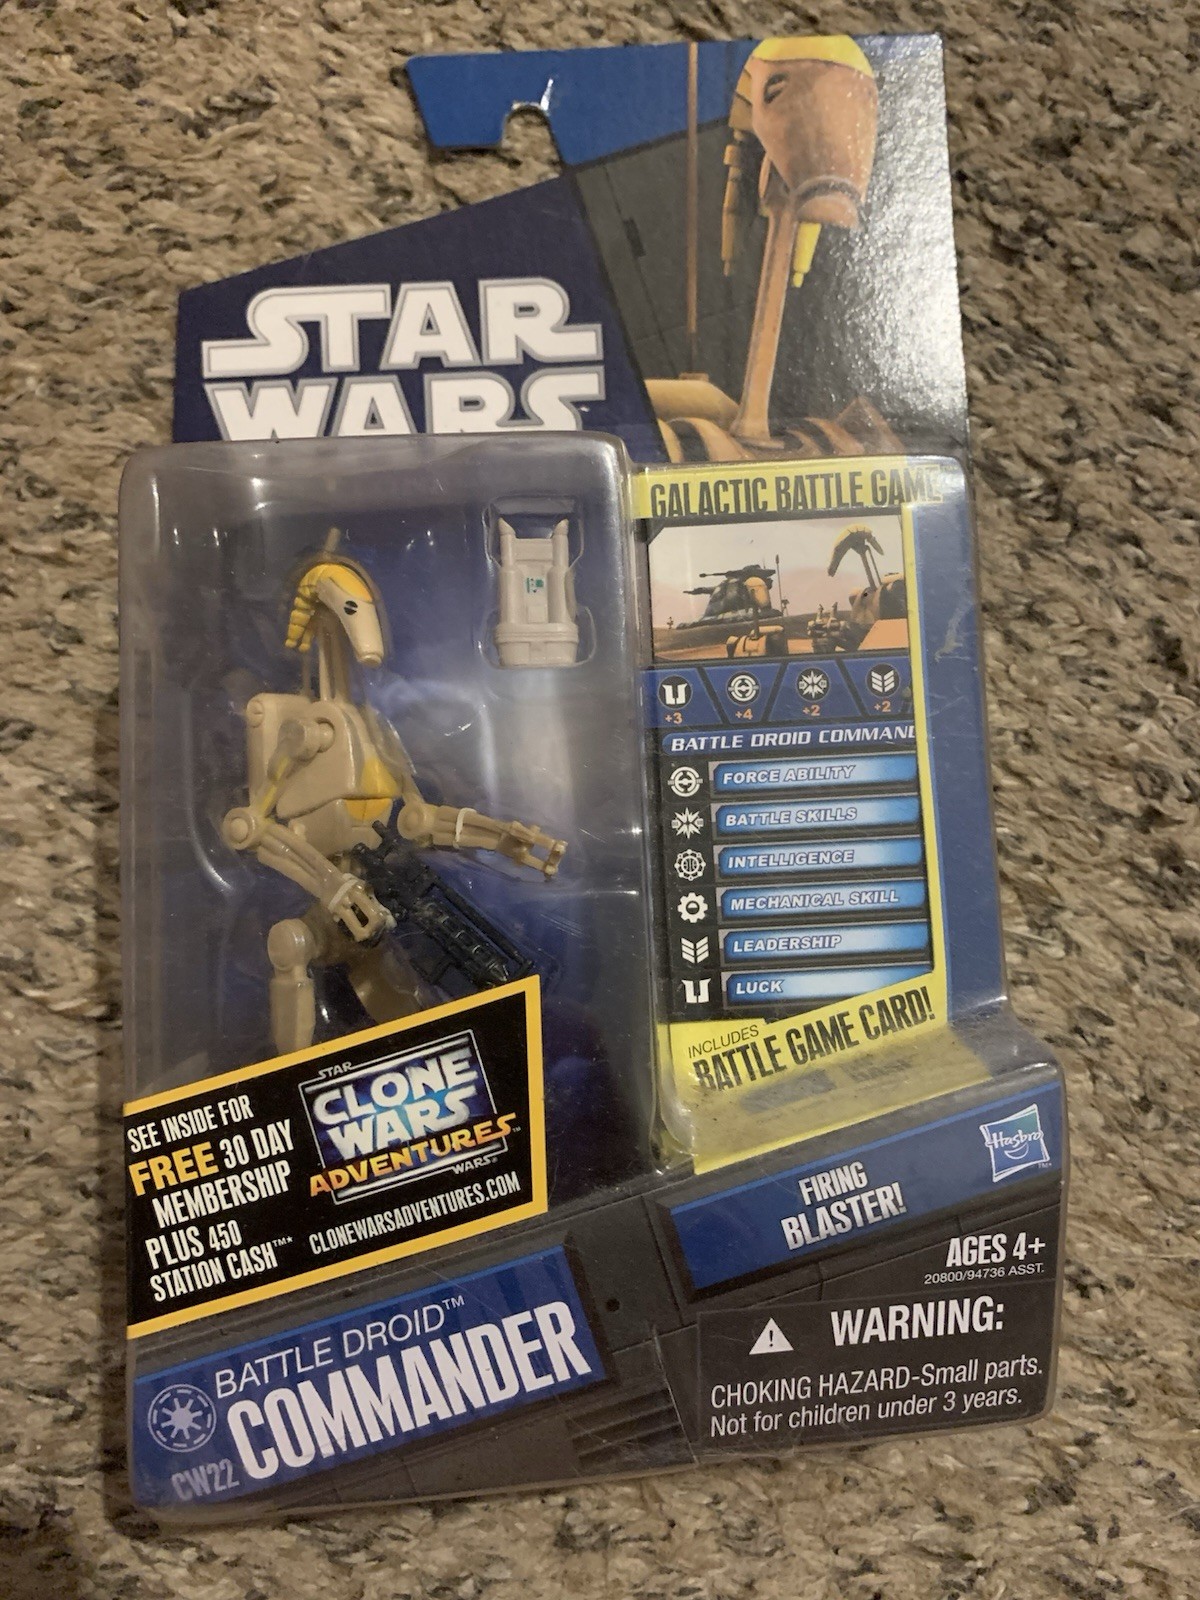 STAR
WARS
GALACTIC BATTLE GAME
+3 +4 +2 +2
BATTLE DROID COMMAND
FORCE ABILITY
BATTLE SKILLS
INTELLIGENCE
MECHANICAL SKILL
LEADERSHIP
LUCK
INCLUDES
BATTLE GAME CARD!
SEE INSIDE FOR
FREE 30 DAY
MEMBERSHIP
PLUS 450
STATION CASH™*
STAR
CLONE
WARS
ADVENTURES™
WARS®
CLONEWARSADVENTURES.COM
Hasbro
FIRING
BLASTER!
AGES 4+
20800/94736 ASST.
BATTLE DROID™
COMMANDER
CW22
WARNING:
CHOKING HAZARD-Small parts.
Not for children under 3 years.